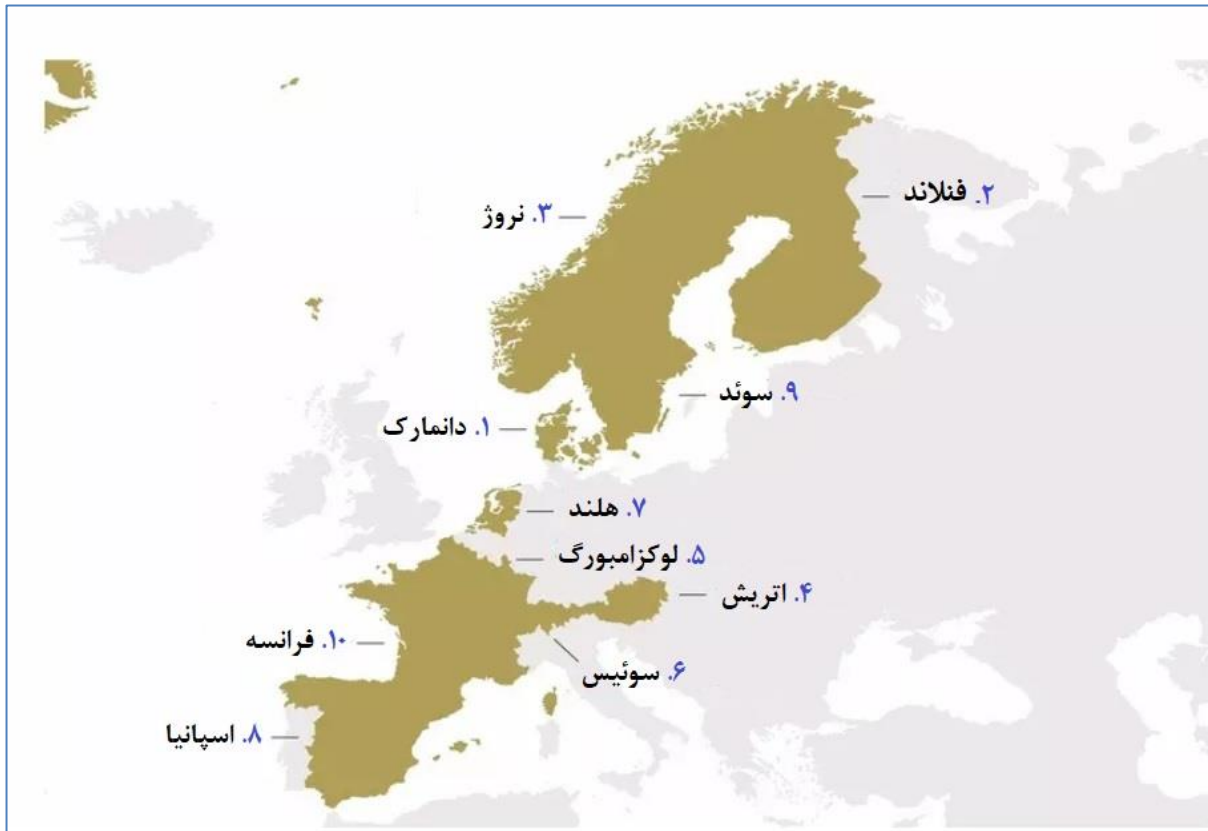 ۲. فنلاند
۳. نروژ
۹. سوئد
۱. دانمارک
۷. هلند
۵. لوکزامبورگ
۴. اتریش
۱۰. فرانسه
۶. سوئیس
۸. اسپانیا